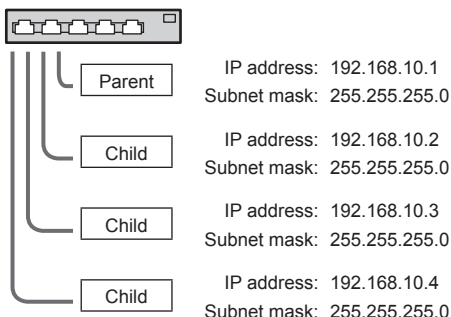 Parent
IP address: 192.168.10.1
Subnet mask: 255.255.255.0
Child
IP address: 192.168.10.2
Subnet mask: 255.255.255.0
Child
IP address: 192.168.10.3
Subnet mask: 255.255.255.0
Child
IP address: 192.168.10.4
Subnet mask: 255.255.255.0